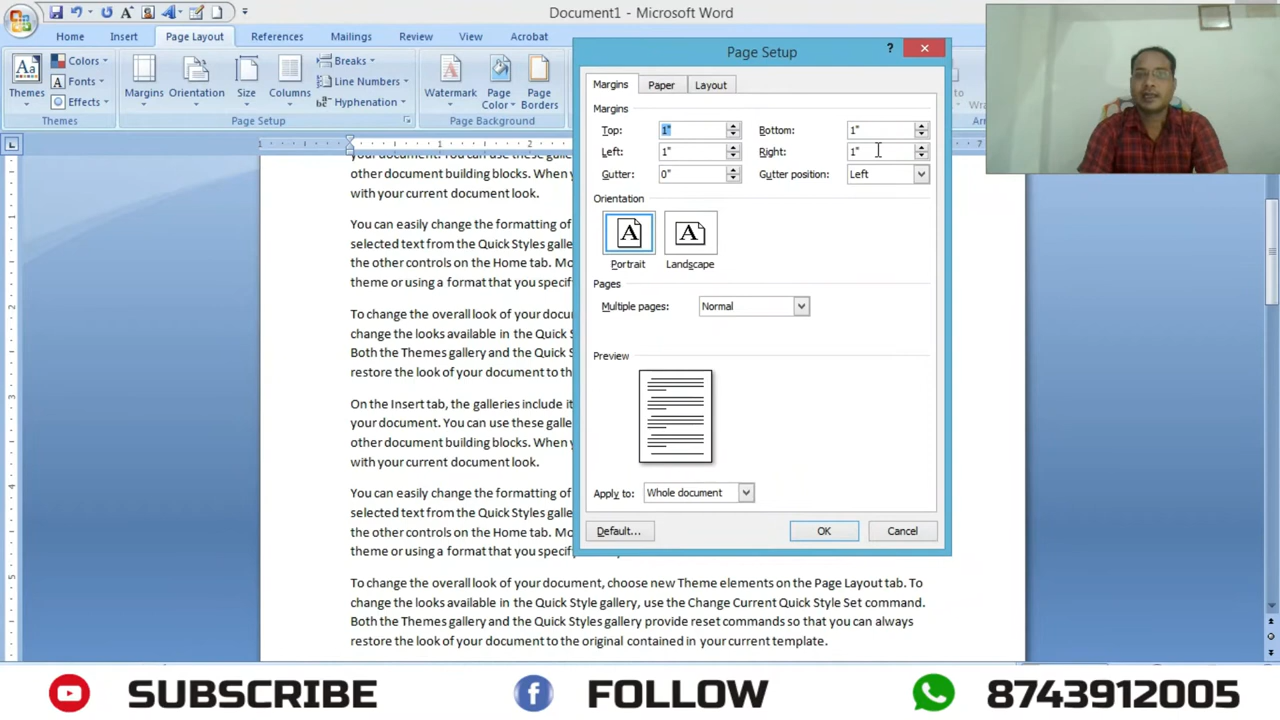 Document1 - Microsoft Word
Home Insert Page Layout References Mailings Review View Acrobat
Themes
Colors
Fonts
Effects
Themes
Margins Orientation Size Columns
Breaks
Line Numbers
Hyphenation
Page Setup
Watermark Page Color Page Borders
Page Background
Page Setup
Margins Paper Layout
Margins
Top: 1" Bottom: 1"
Left: 1" Right: 1"
Gutter: 0" Gutter position: Left
Orientation
Portrait Landscape
Pages
Multiple pages: Normal
Preview
Apply to: Whole document
Default... OK Cancel
your document. You can use these
other document building blocks. When
with your current document look.
You can easily change the formatting of
selected text from the Quick Styles
the other controls on the Home tab.
theme or using a format that you
To change the overall look of your
change the looks available in the Quick
Both the Themes gallery and the Quick
restore the look of your document to
On the Insert tab, the galleries include
your document. You can use these
other document building blocks. When
with your current document look.
You can easily change the formatting of
selected text from the Quick Styles
the other controls on the Home tab.
theme or using a format that you
To change the overall look of your document, choose new Theme elements on the Page Layout tab. To
change the looks available in the Quick Style gallery, use the Change Current Quick Style Set command.
Both the Themes gallery and the Quick Styles gallery provide reset commands so that you can always
restore the look of your document to the original contained in your current template.
SUBSCRIBE FOLLOW 8743912005